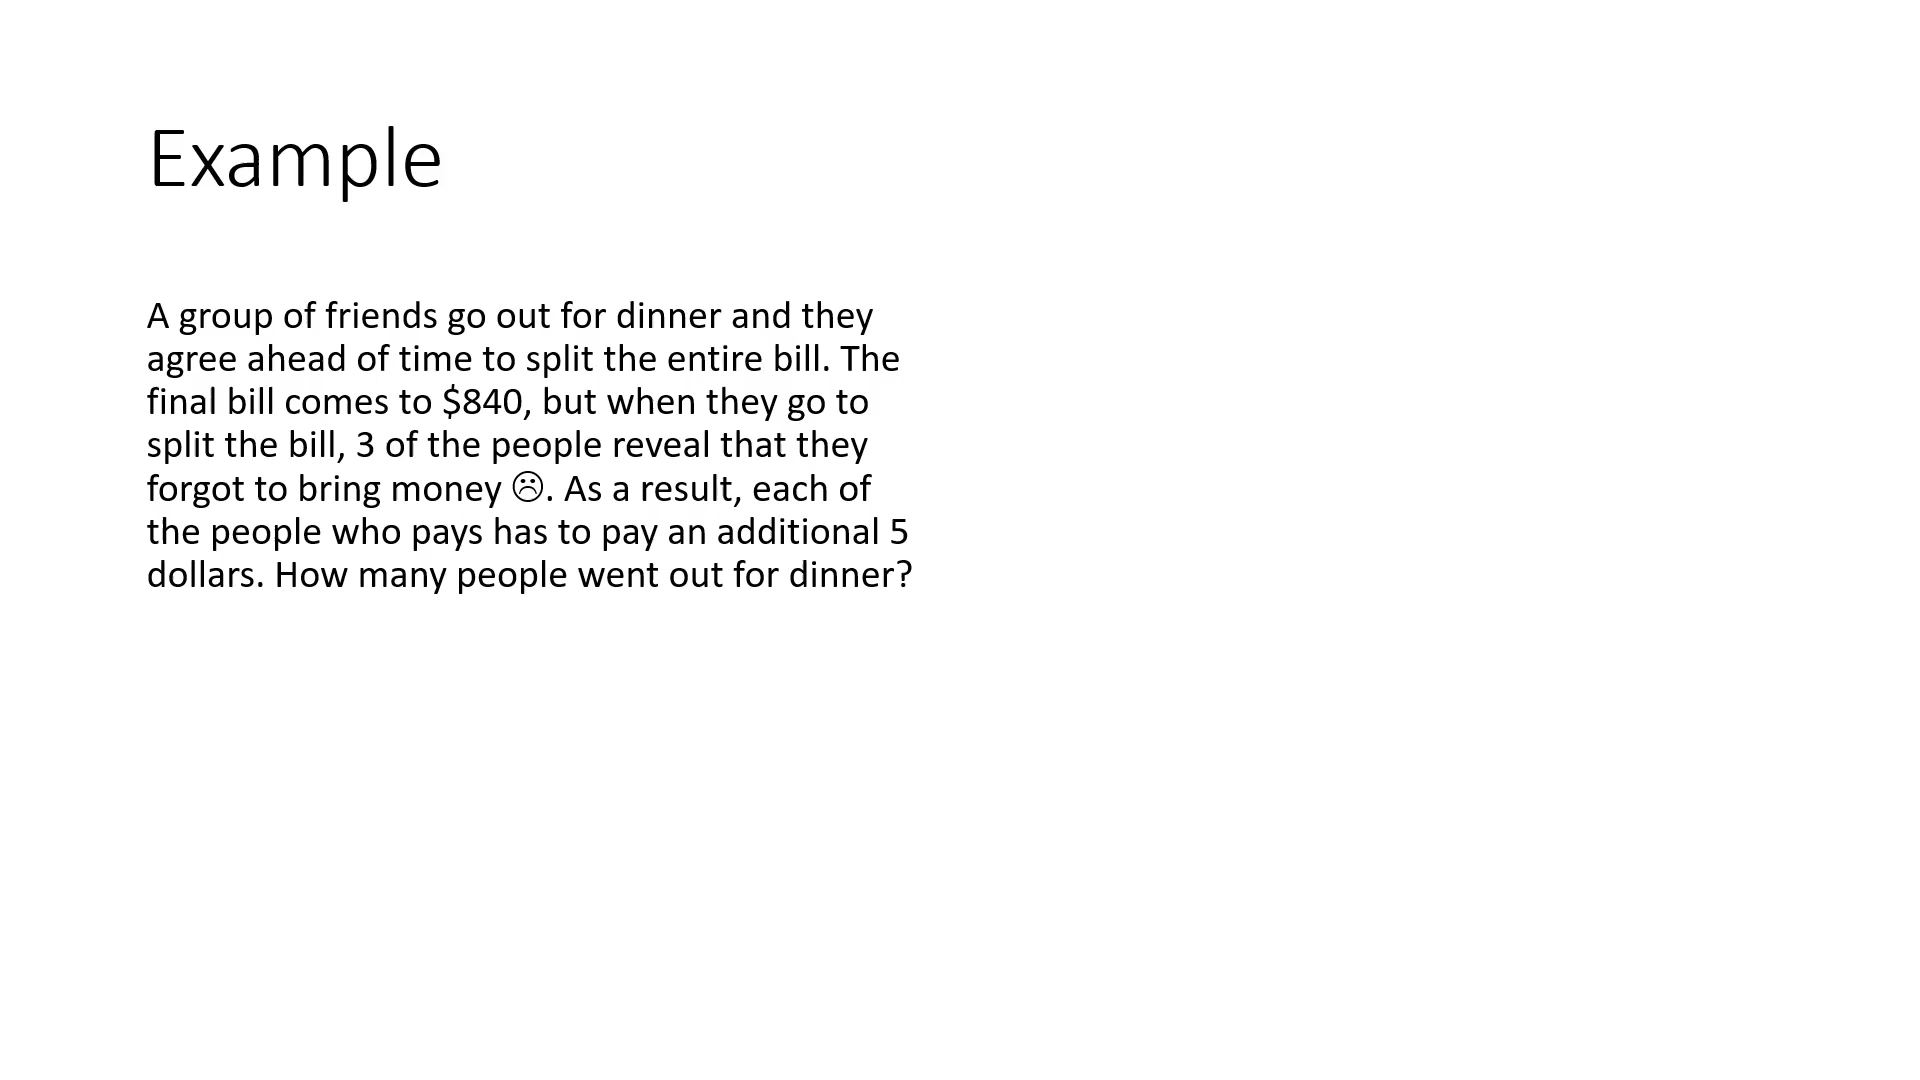 Example
A group of friends go out for dinner and they
agree ahead of time to split the entire bill. The
final bill comes to $840, but when they go to
split the bill, 3 of the people reveal that they
forgot to bring money ☹. As a result, each of
the people who pays has to pay an additional 5
dollars. How many people went out for dinner?